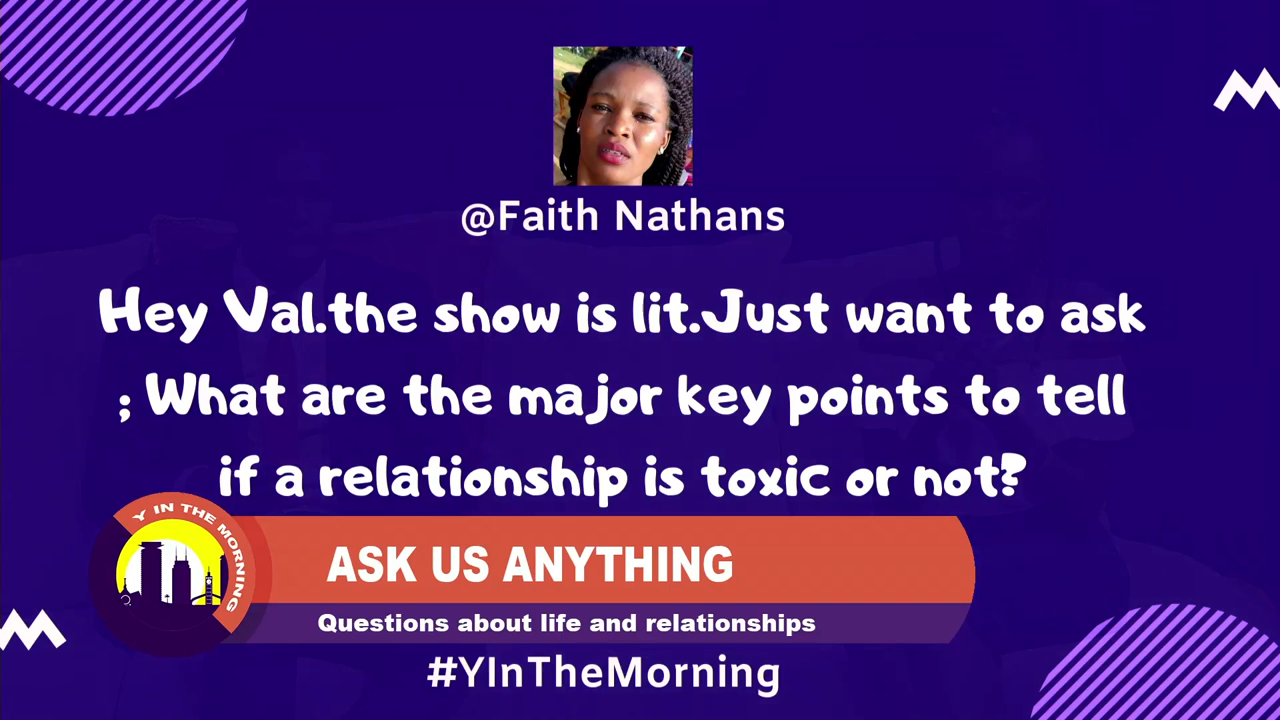 @Faith Nathans
Hey Val.the show is lit.Just want to ask
; What are the major key points to tell
if a relationship is toxic or not?
Y IN THE MORNING
ASK US ANYTHING
Questions about life and relationships
#YInTheMorning